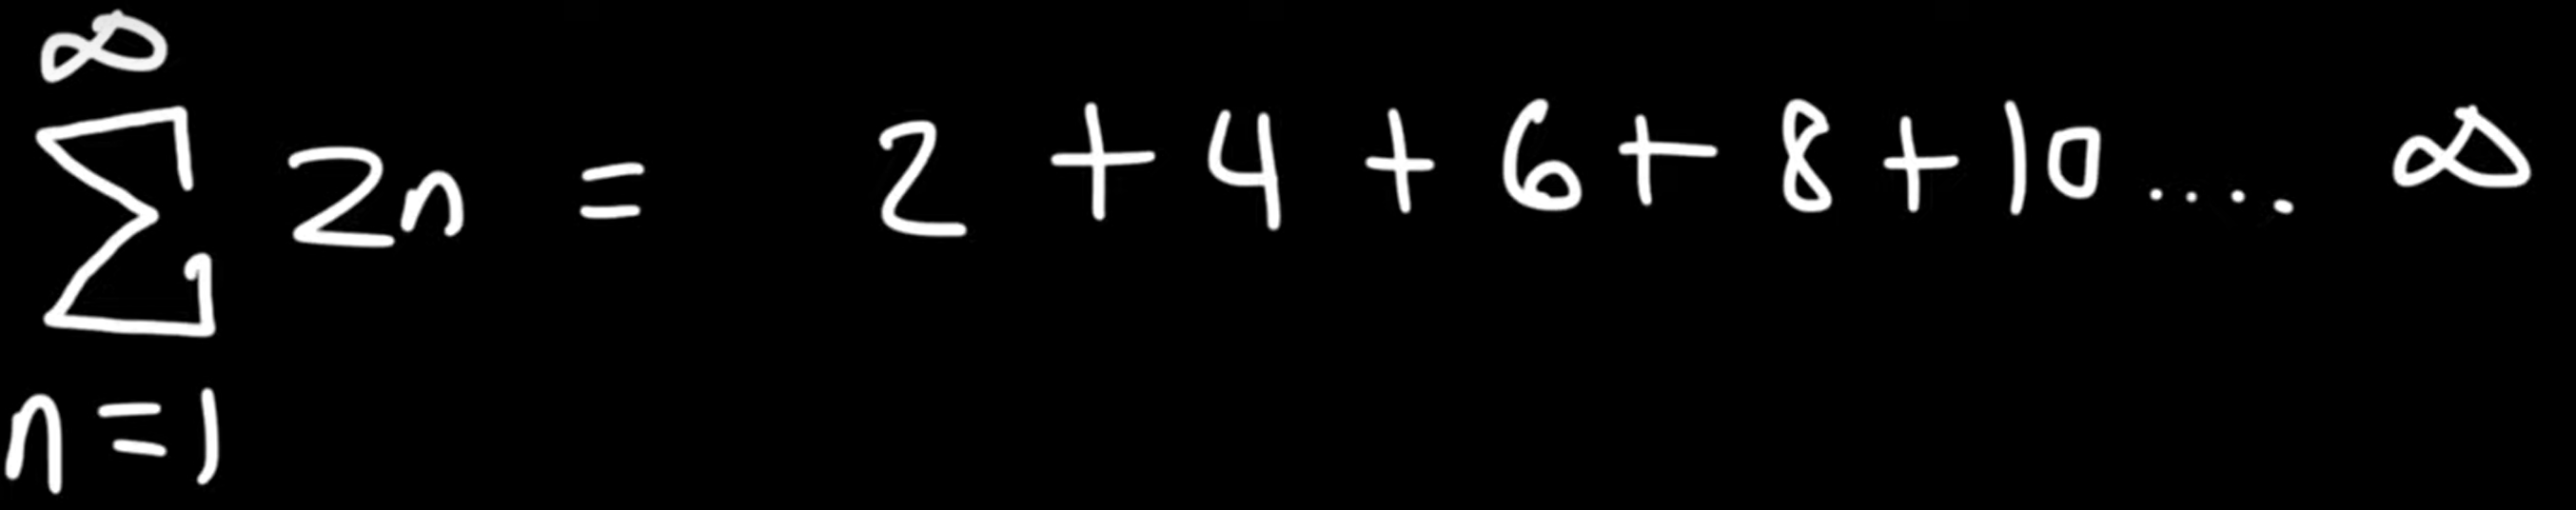 ∞
∑ 2n = 2 + 4 + 6 + 8 + 10 .... ∞
n=1